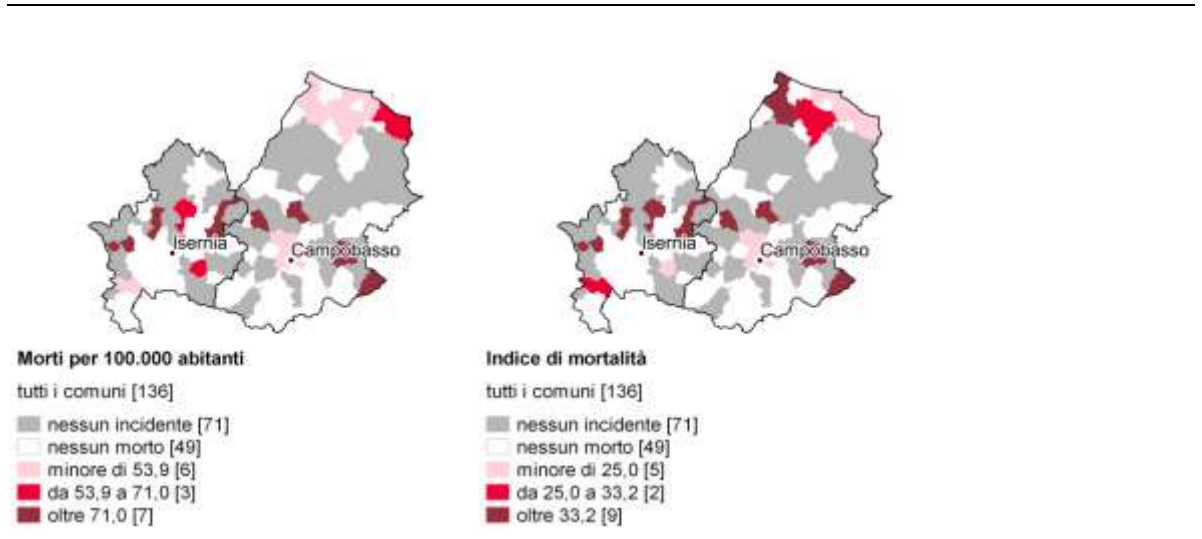 Isernia
Campobasso
Morti per 100.000 abitanti
tutti i comuni [136]
nessun incidente [71]
nessun morto [49]
minore di 53,9 [6]
da 53,9 a 71,0 [3]
oltre 71,0 [7]
Isernia
Campobasso
Indice di mortalità
tutti i comuni [136]
nessun incidente [71]
nessun morto [49]
minore di 25,0 [5]
da 25,0 a 33,2 [2]
oltre 33,2 [9]